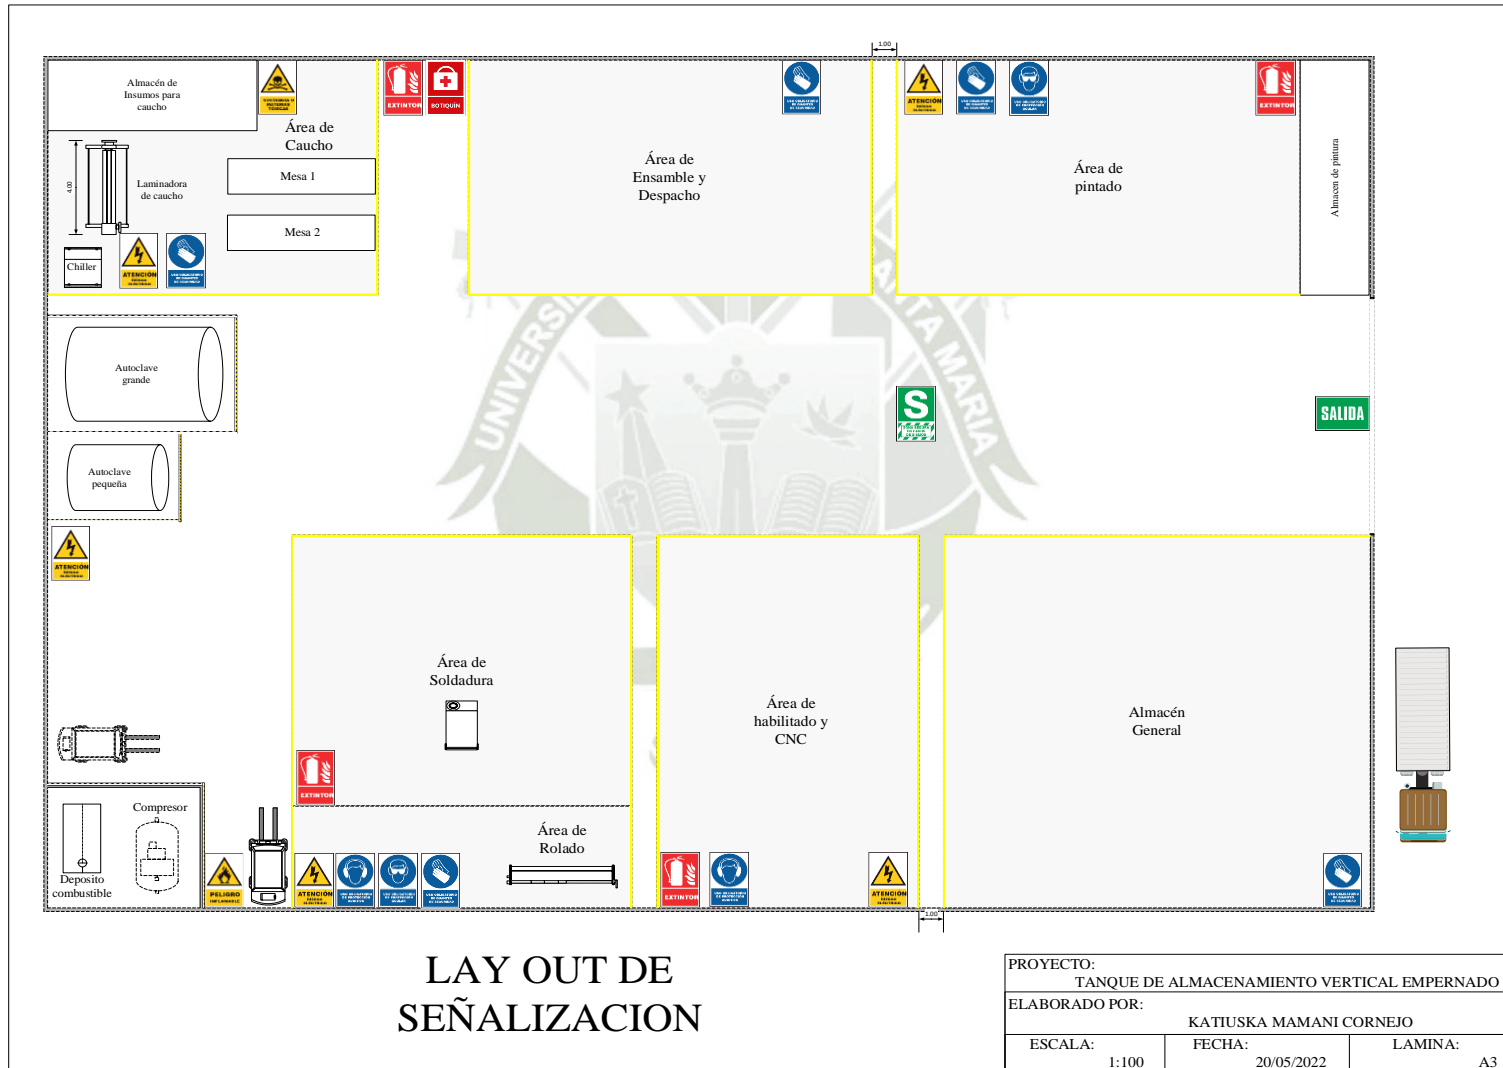 1.00
Almacén de
Insumos para
caucho
EXTINTOR
BOTIQUÍN
ATENCIÓN
EXTINTOR
Área de
Caucho
Mesa 1
Mesa 2
4.00
Laminadora
de caucho
Chiller
ATENCIÓN
Área de
Ensamble y
Despacho
Área de
pintado
Almacen de pintura
UNIVERSI
SANTA MARIA
Autoclave
grande
Autoclave
pequeña
S
SALIDA
ATENCIÓN
Área de
Soldadura
EXTINTOR
Área de
habilitado y
CNC
Almacén
General
Compresor
Deposito
combustible
PELIGRO
INFLAMABLE
ATENCIÓN
Área de
Rolado
EXTINTOR
ATENCIÓN
1.00
LAY OUT DE
SEÑALIZACION
PROYECTO:
TANQUE DE ALMACENAMIENTO VERTICAL EMPERNADO
ELABORADO POR:
KATIUSKA MAMANI CORNEJO
ESCALA:
1:100
FECHA:
20/05/2022
LAMINA:
A3